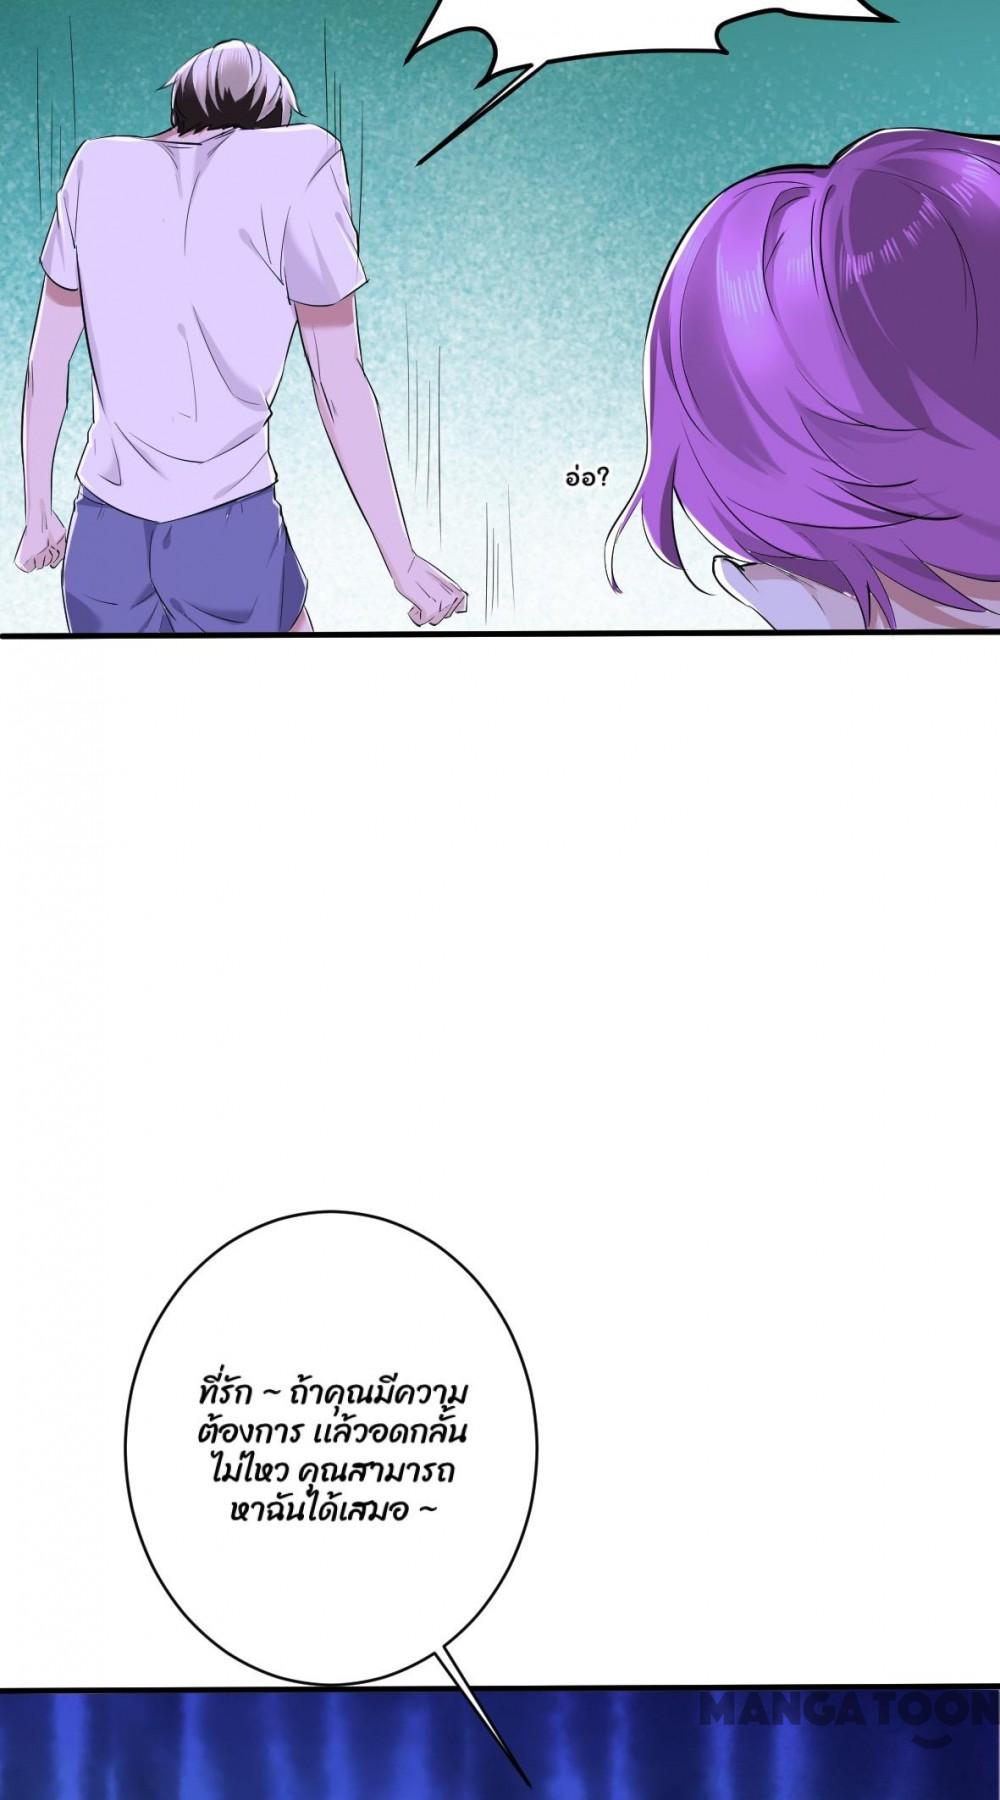 อ่อ?
ที่รัก ~ ถ้าคุณมีความ
ต้องการ แล้วอดกลั้น
ไม่ไหว คุณสามารถ
หาฉันได้เสมอ ~
MANGATOON